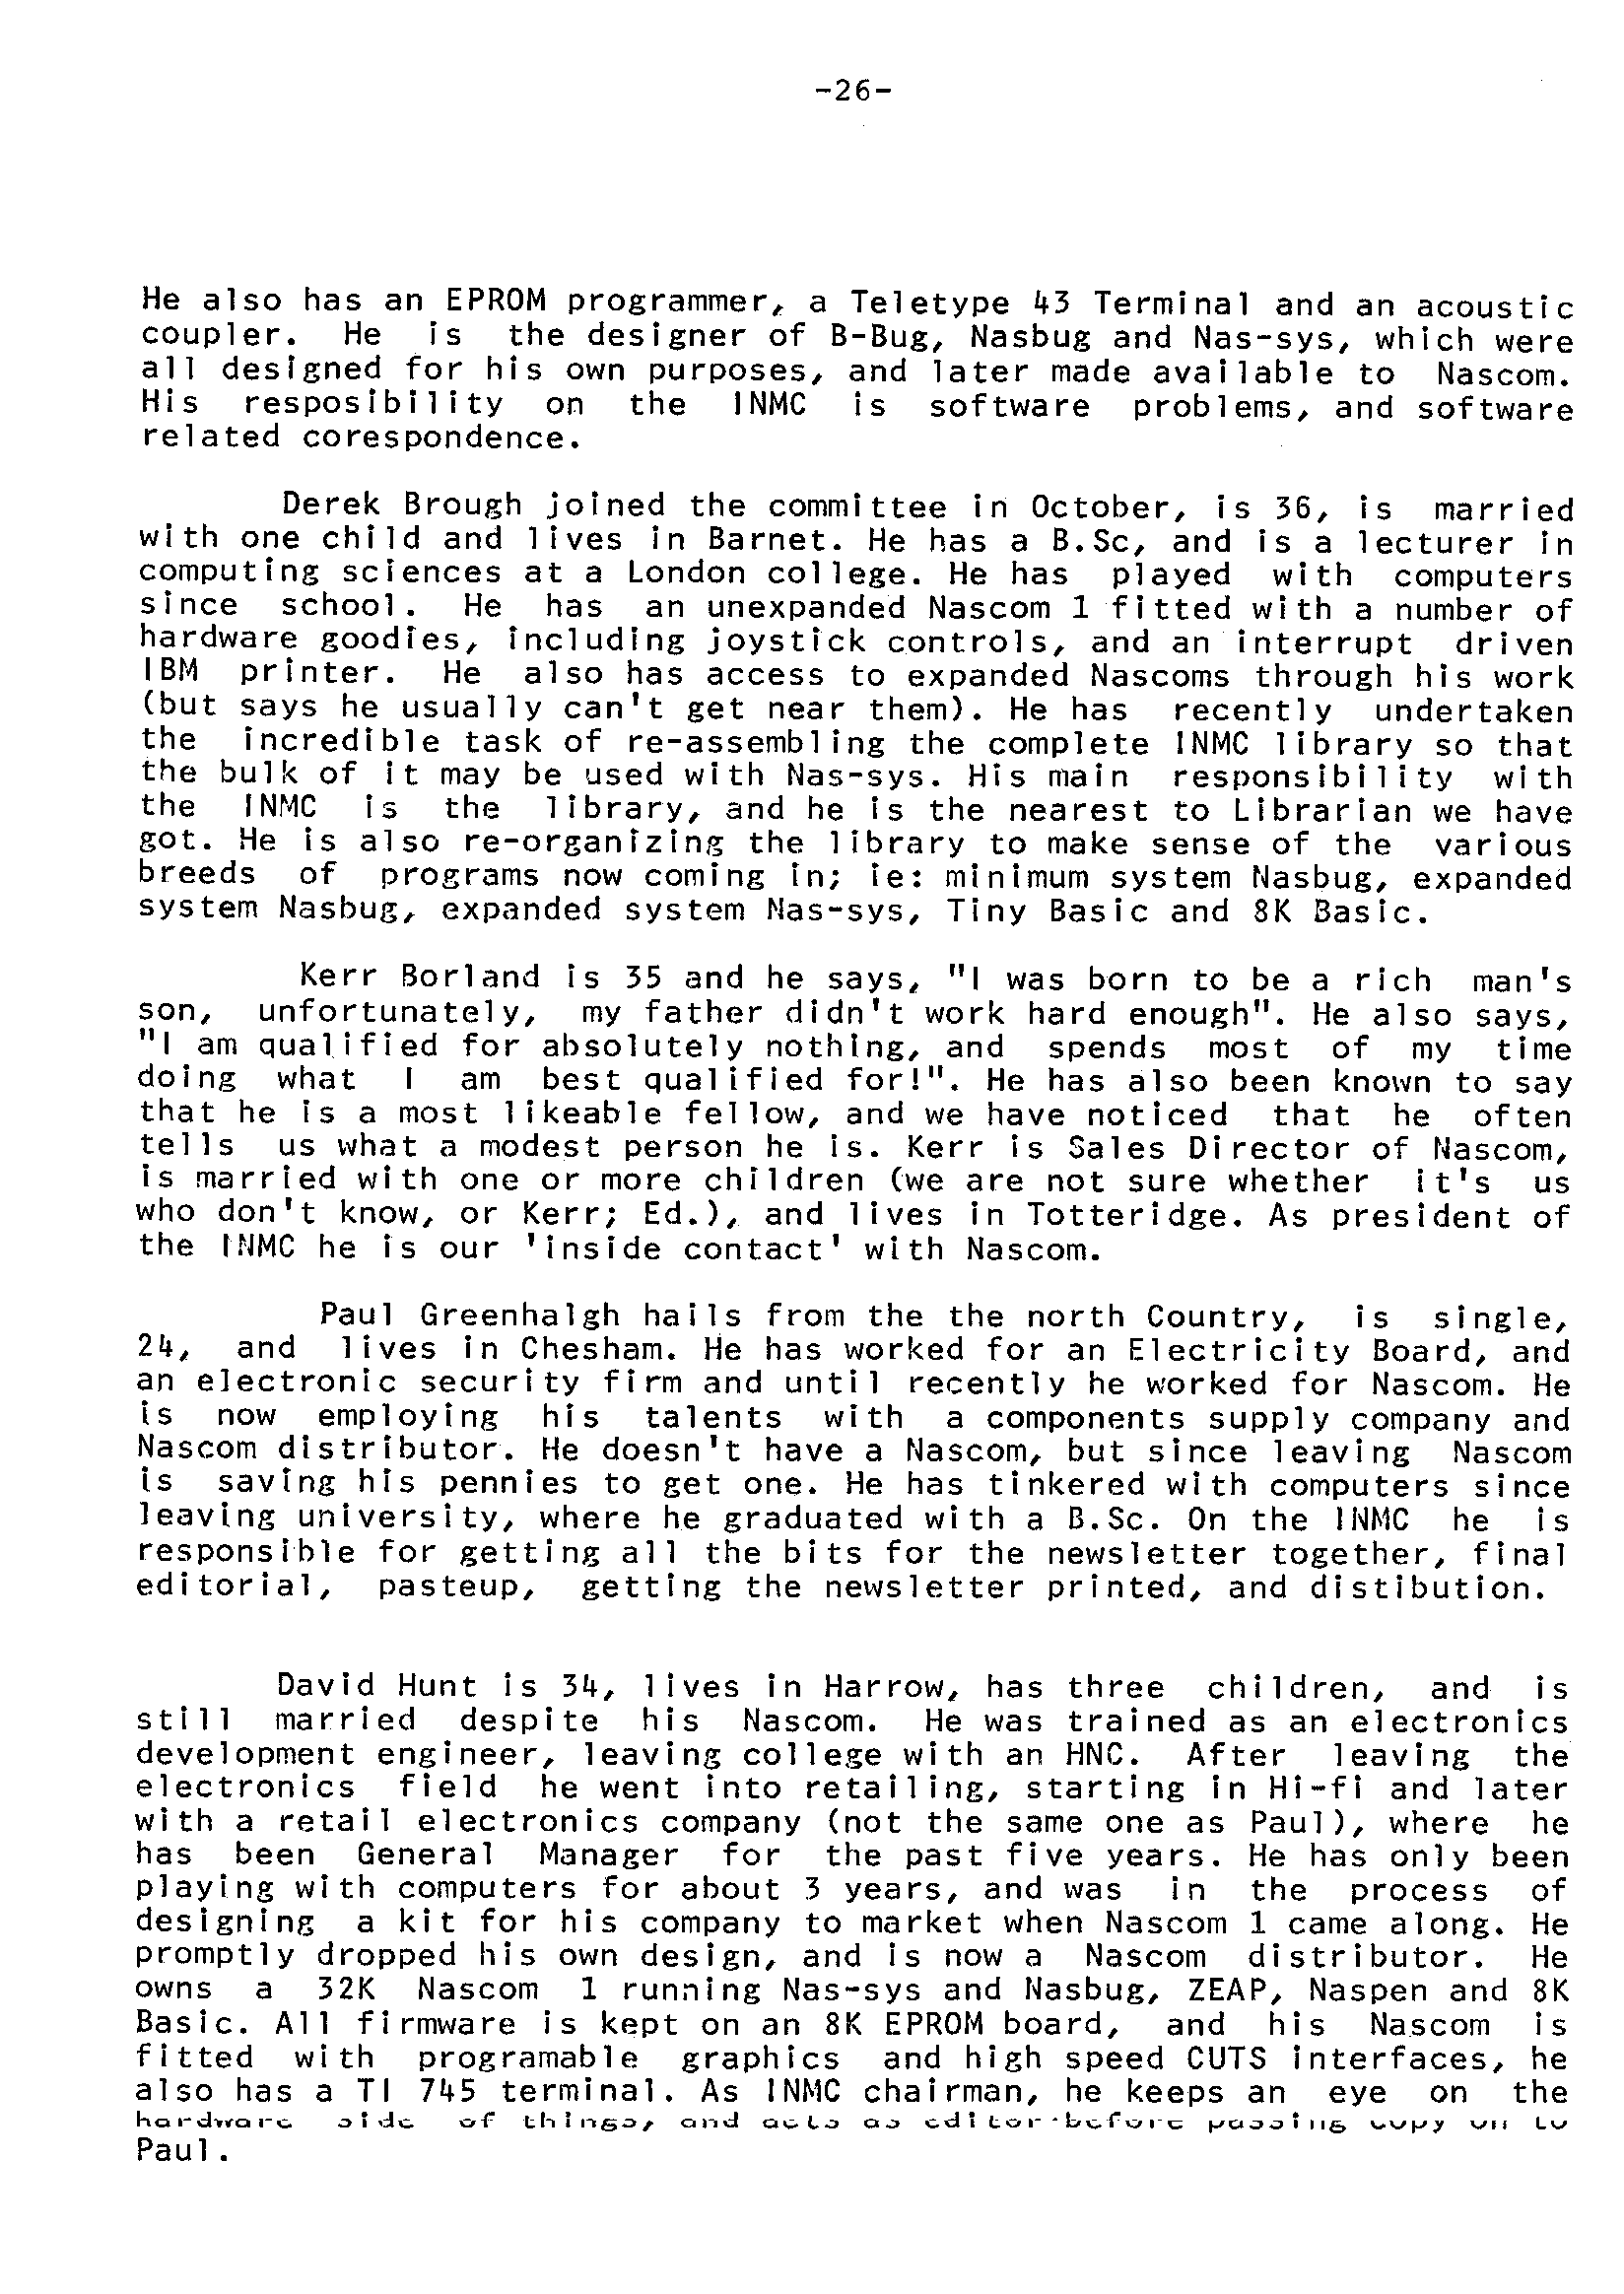 -26-
He also has an EPROM programmer, a Teletype 43 Terminal and an acoustic
coupler. He is the designer of B-Bug, Nasbug and Nas-sys, which were
all designed for his own purposes, and later made available to Nascom.
His resposibility on the INMC is software problems, and software
related corespondence.
Derek Brough joined the committee in October, is 36, is married
with one child and lives in Barnet. He has a B.Sc, and is a lecturer in
computing sciences at a London college. He has played with computers
since school. He has an unexpanded Nascom 1 fitted with a number of
hardware goodies, including joystick controls, and an interrupt driven
IBM printer. He also has access to expanded Nascoms through his work
(but says he usually can't get near them). He has recently undertaken
the incredible task of re-assembling the complete INMC library so that
the bulk of it may be used with Nas-sys. His main responsibility with
the INMC is the library, and he is the nearest to Librarian we have
got. He is also re-organizing the library to make sense of the various
breeds of programs now coming in; ie: minimum system Nasbug, expanded
system Nasbug, expanded system Nas-sys, Tiny Basic and 8K Basic.
Kerr Borland is 35 and he says, "I was born to be a rich man's
son, unfortunately, my father didn't work hard enough". He also says,
"I am qualified for absolutely nothing, and spends most of my time
doing what I am best qualified for!". He has also been known to say
that he is a most likeable fellow, and we have noticed that he often
tells us what a modest person he is. Kerr is Sales Director of Nascom,
is married with one or more children (we are not sure whether it's us
who don't know, or Kerr; Ed.), and lives in Totteridge. As president of
the INMC he is our 'inside contact' with Nascom.
Paul Greenhalgh hails from the the north Country, is single,
24, and lives in Chesham. He has worked for an Electricity Board, and
an electronic security firm and until recently he worked for Nascom. He
is now employing his talents with a components supply company and
Nascom distributor. He doesn't have a Nascom, but since leaving Nascom
is saving his pennies to get one. He has tinkered with computers since
leaving university, where he graduated with a B.Sc. On the INMC he is
responsible for getting all the bits for the newsletter together, final
editorial, pasteup, getting the newsletter printed, and distibution.
David Hunt is 34, lives in Harrow, has three children, and is
still married despite his Nascom. He was trained as an electronics
development engineer, leaving college with an HNC. After leaving the
electronics field he went into retailing, starting in Hi-fi and later
with a retail electronics company (not the same one as Paul), where he
has been General Manager for the past five years. He has only been
playing with computers for about 3 years, and was in the process of
designing a kit for his company to market when Nascom 1 came along. He
promptly dropped his own design, and is now a Nascom distributor. He
owns a 32K Nascom 1 running Nas-sys and Nasbug, ZEAP, Naspen and 8K
Basic. All firmware is kept on an 8K EPROM board, and his Nascom is
fitted with programable graphics and high speed CUTS interfaces, he
also has a TI 745 terminal. As INMC chairman, he keeps an eye on the
hardware side of things, and acts as editor before passing copy on to
Paul.